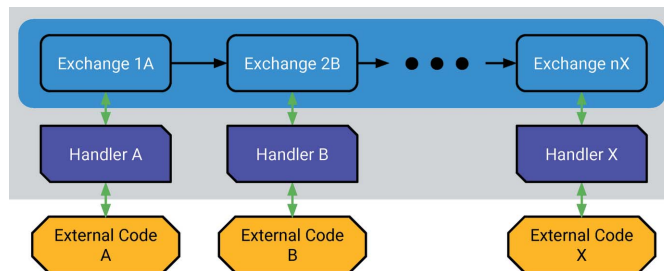 Exchange 1A
Exchange 2B
Exchange nX
Handler A
Handler B
Handler X
External Code
A
External Code
B
External Code
X